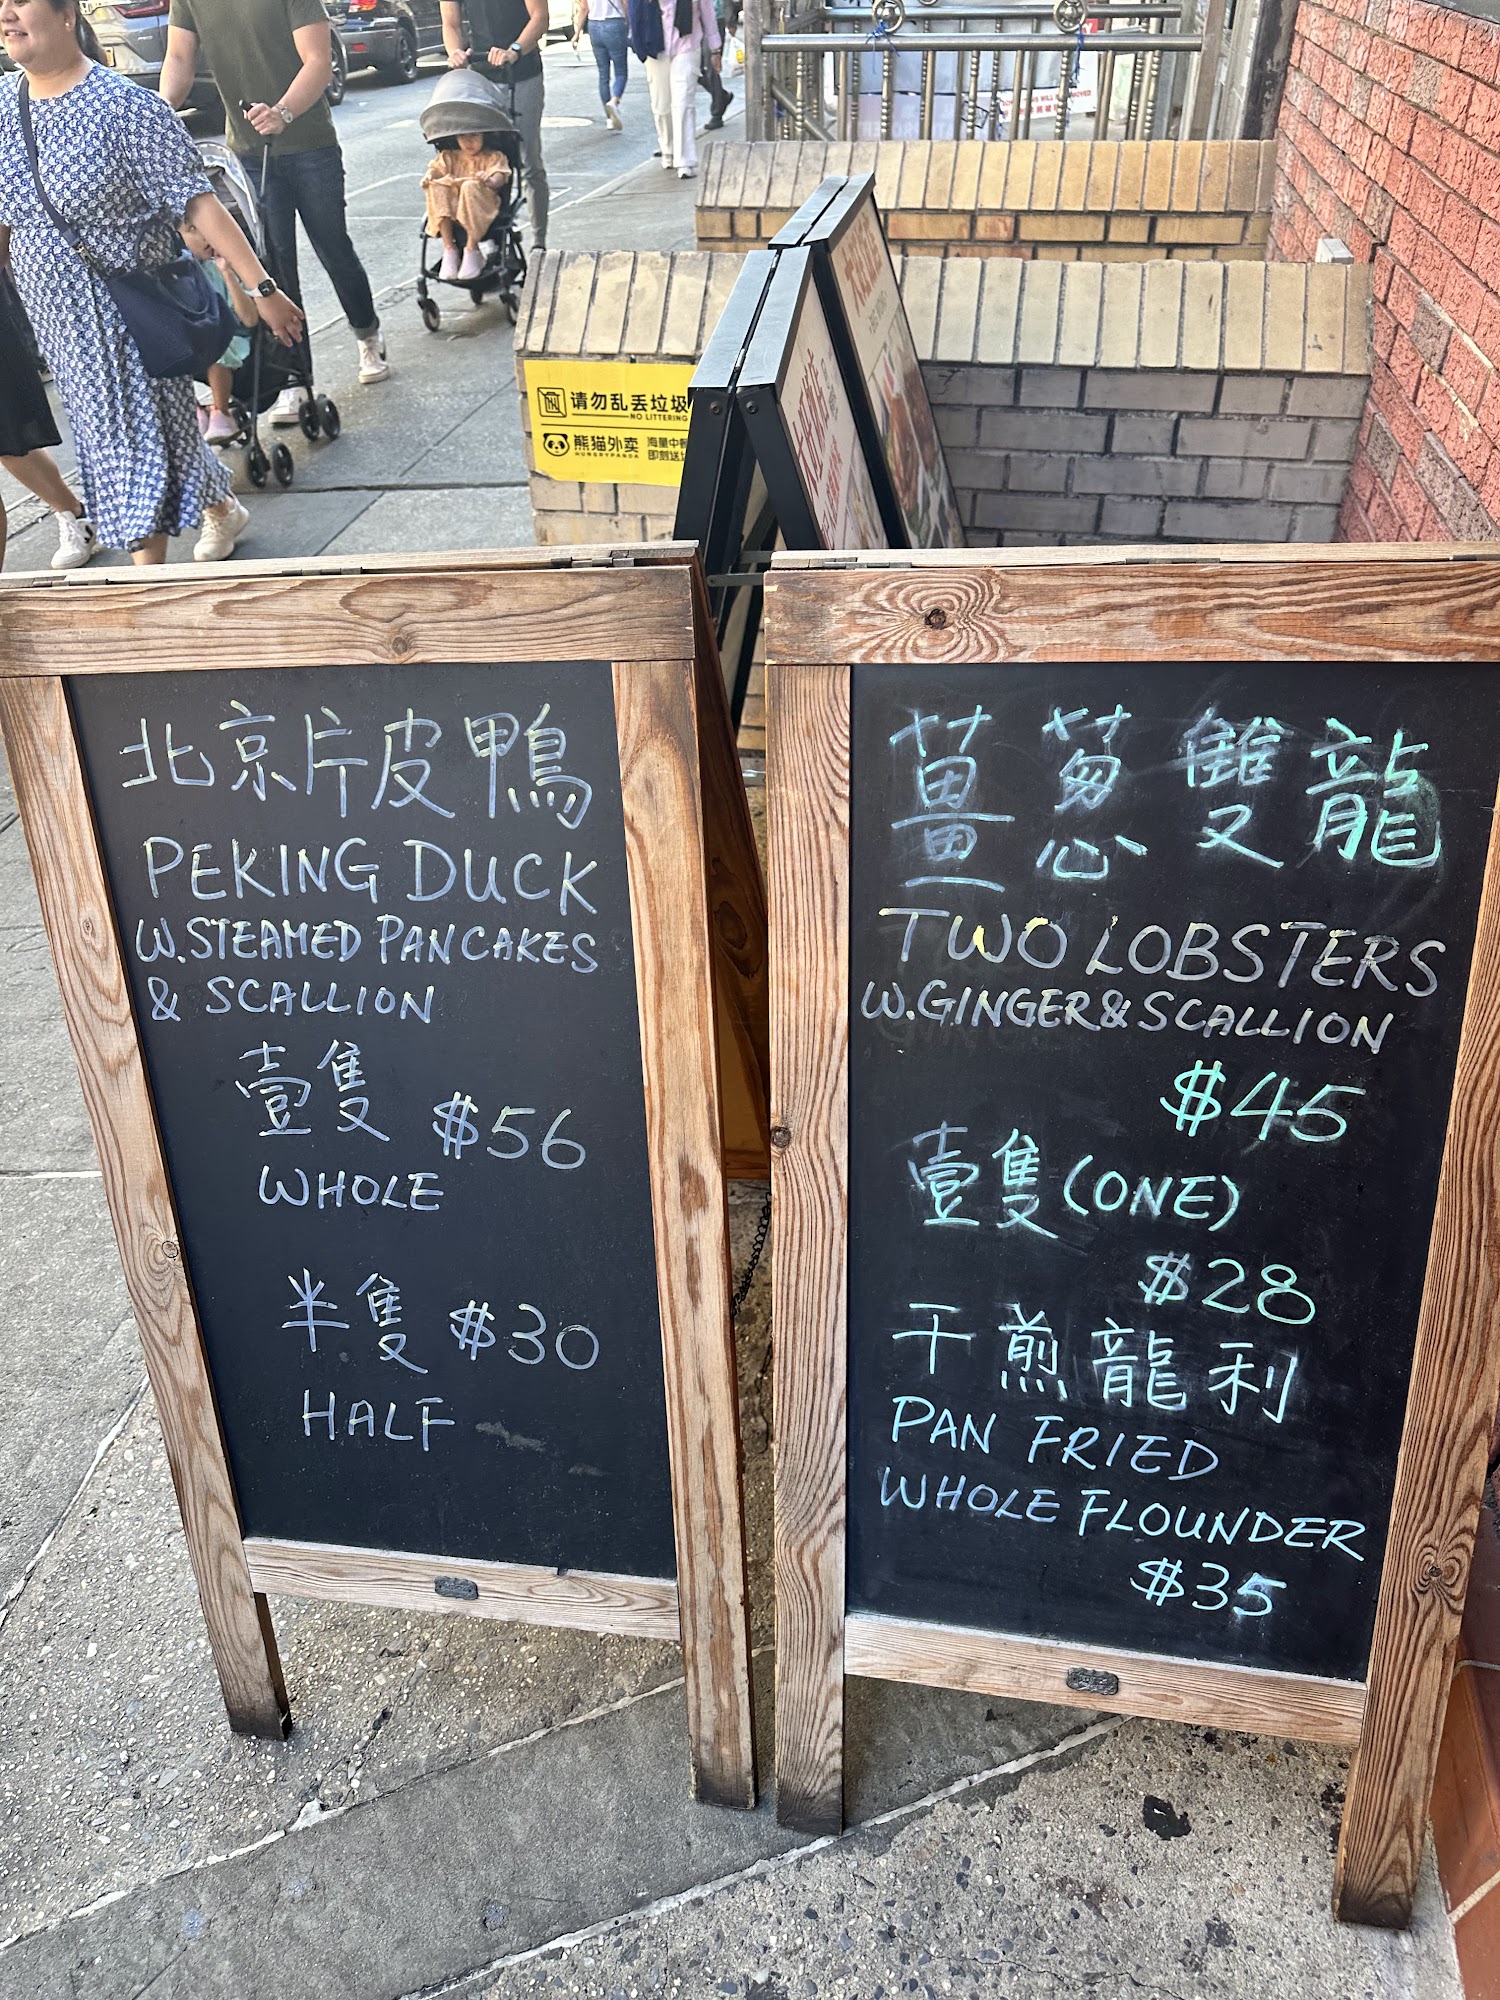 请勿乱丢垃圾
NO LITTERING
熊猫外卖
HUNGRYPANDA
北京片皮鴨
PEKING DUCK
W. STEAMED PANCAKES
& SCALLION
壹隻 $56
WHOLE
半隻 $30
HALF
薑葱雙龍
TWO LOBSTERS
W. GINGER & SCALLION
$45
壹隻 (ONE)
$28
干煎龍利
PAN FRIED
WHOLE FLOUNDER
$35